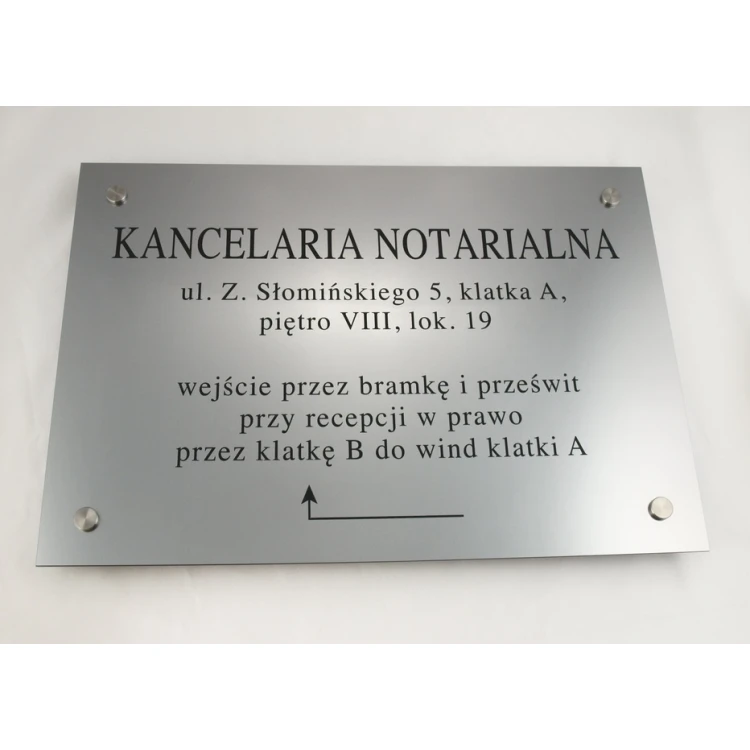 KANCELARIA NOTARIALNA
ul. Z. Słomińskiego 5, klatka A,
piętro VIII, lok. 19
wejście przez bramkę i prześwit
przy recepcji w prawo
przez klatkę B do wind klatki A